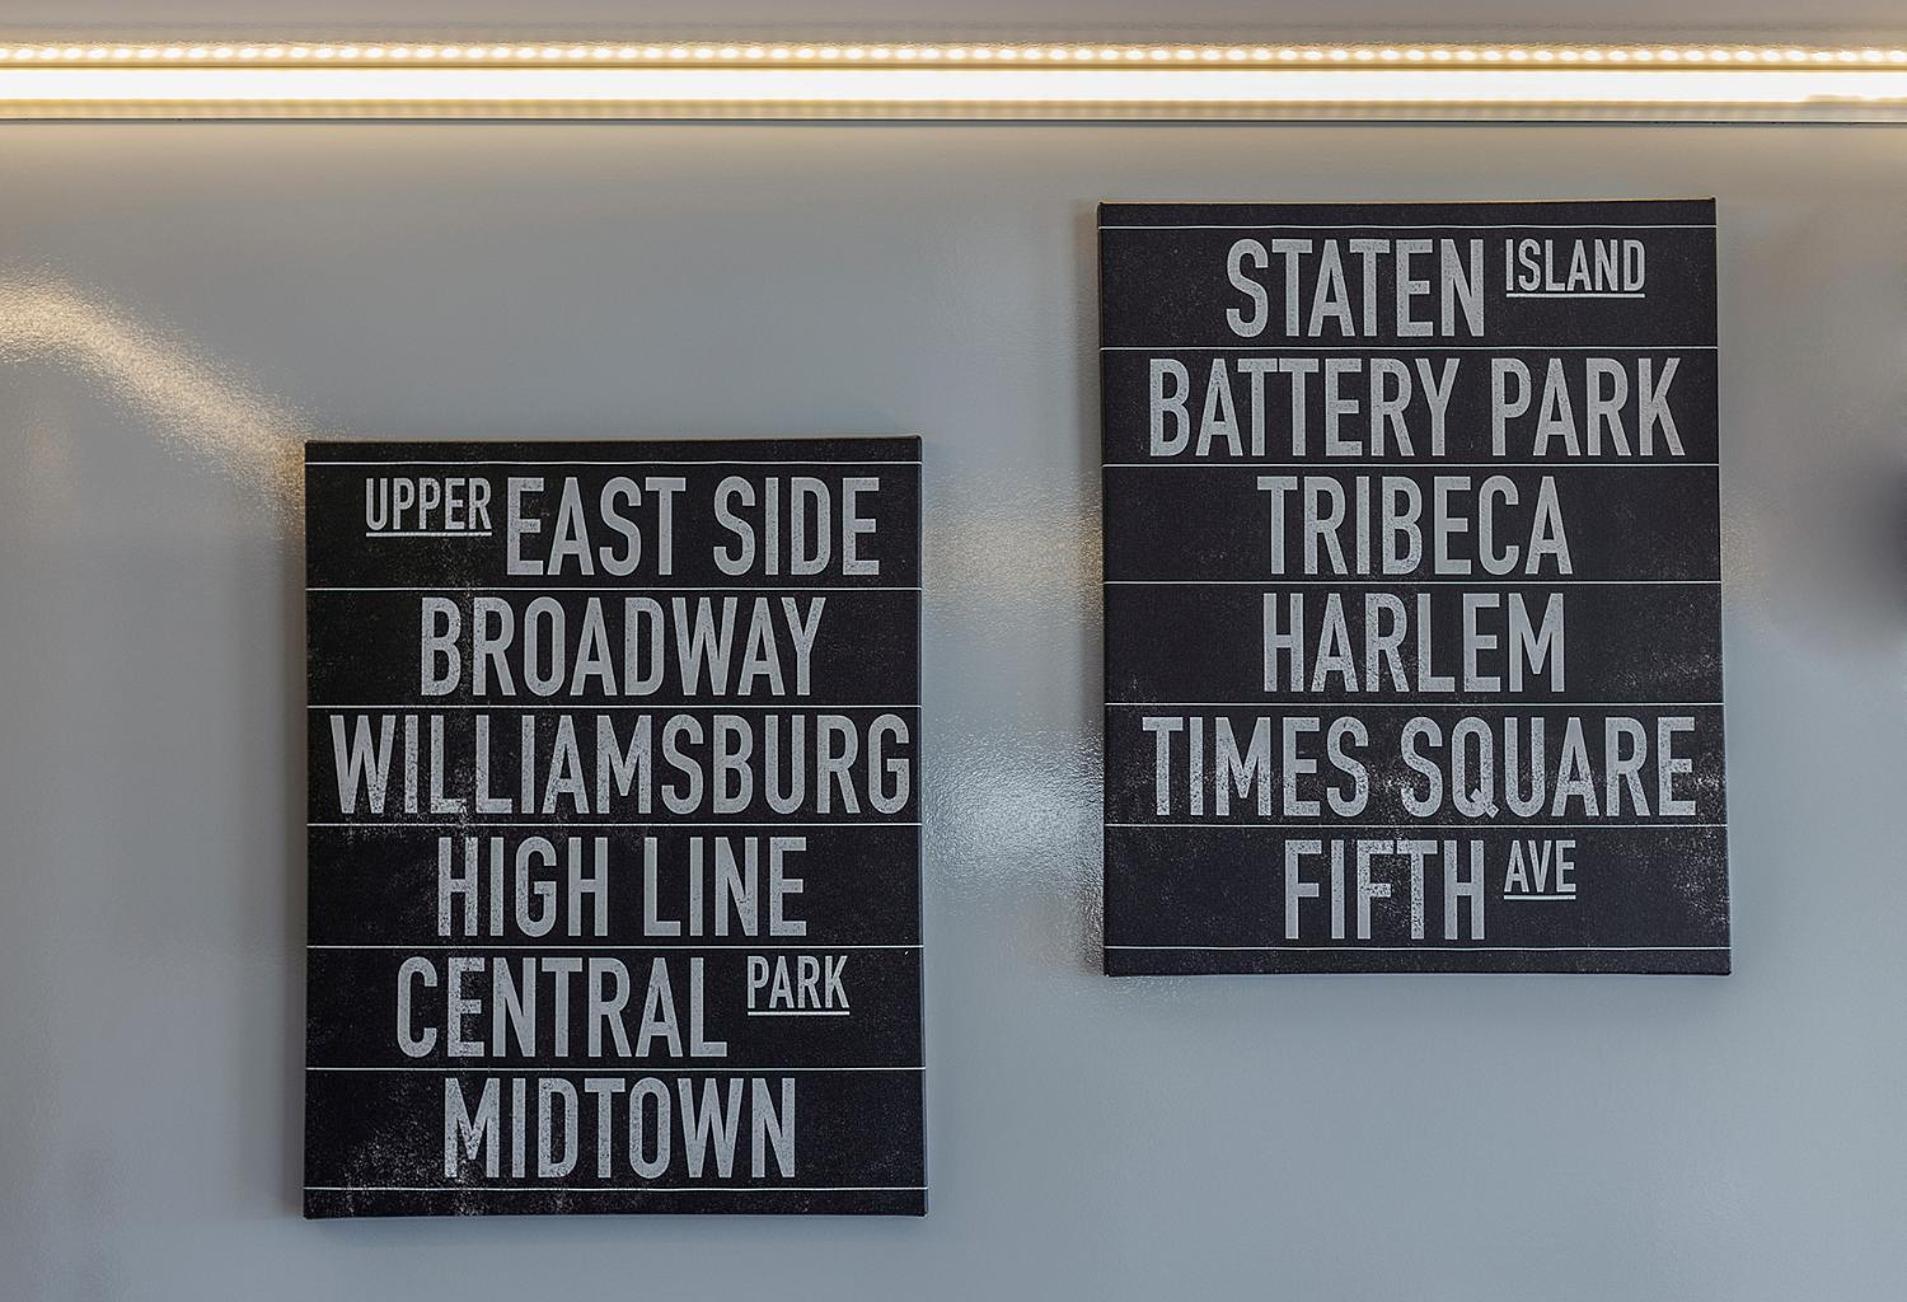 UPPER EAST SIDE
BROADWAY
WILLIAMSBURG
HIGH LINE
CENTRAL PARK
MIDTOWN
STATEN ISLAND
BATTERY PARK
TRIBECA
HARLEM
TIMES SQUARE
FIFTH AVE